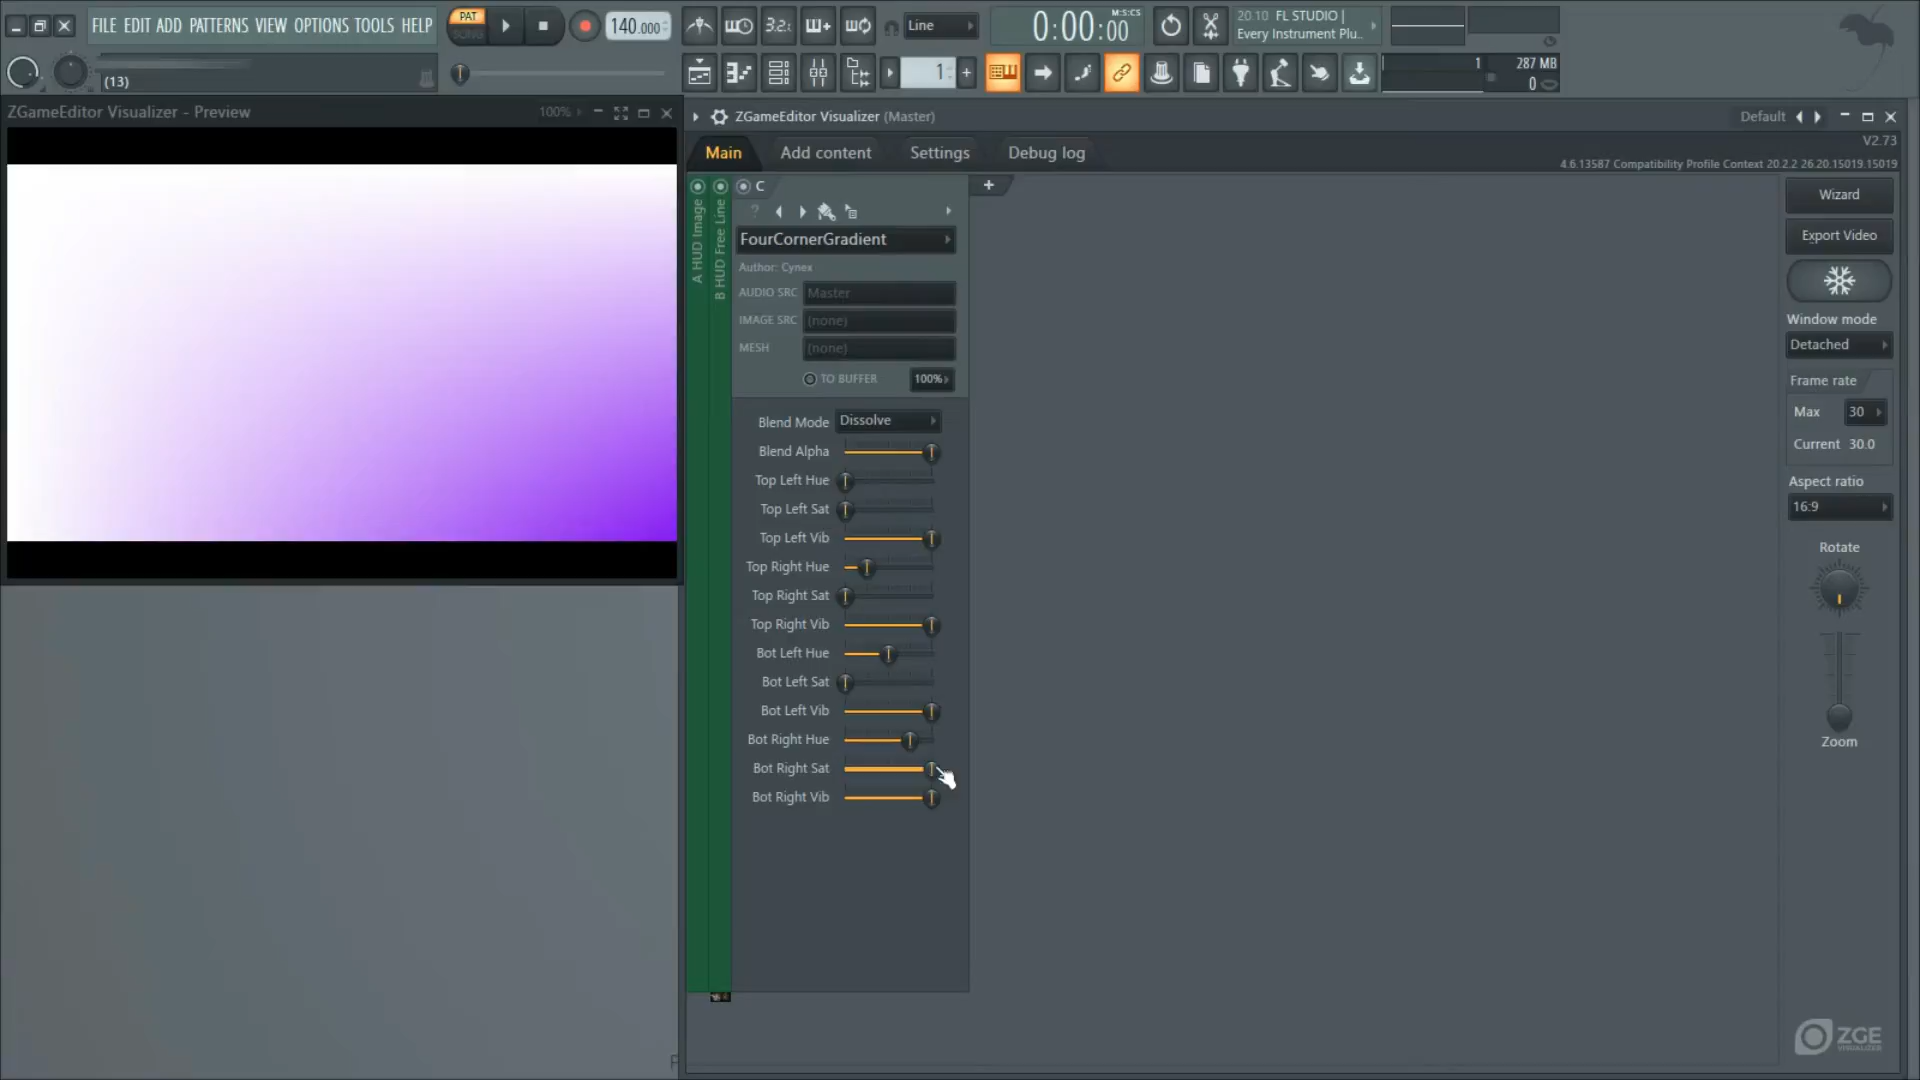 FILE EDIT ADD PATTERNS VIEW OPTIONS TOOLS HELP
PAT
SONG
140.000
3.2.
Line
0:00:00
M:S:CS
20.10 FL STUDIO |
Every Instrument Plu..
(13)
1
1
287 MB
0
ZGameEditor Visualizer - Preview
100%
ZGameEditor Visualizer (Master)
Default
V2.73
Main
Add content
Settings
Debug log
4.6.13587 Compatibility Profile Context 20.2.2 26.20.15019.15019
A HUD Image
B HUD Free Line
C
?
FourCornerGradient
Author: Cynex
AUDIO SRC Master
IMAGE SRC (none)
MESH (none)
TO BUFFER 100%
Blend Mode Dissolve
Blend Alpha
Top Left Hue
Top Left Sat
Top Left Vib
Top Right Hue
Top Right Sat
Top Right Vib
Bot Left Hue
Bot Left Sat
Bot Left Vib
Bot Right Hue
Bot Right Sat
Bot Right Vib
Wizard
Export Video
Window mode
Detached
Frame rate
Max 30
Current 30.0
Aspect ratio
16:9
Rotate
Zoom
ZGE
VISUALIZER